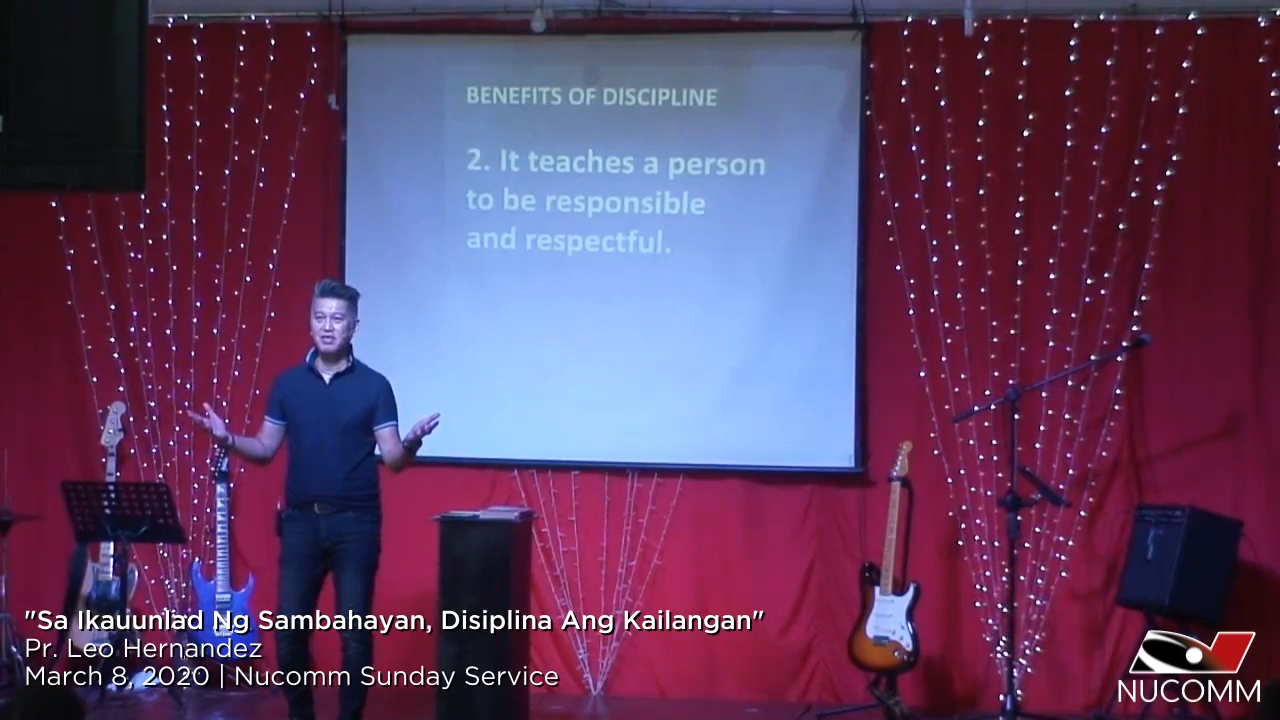 BENEFITS OF DISCIPLINE
2. It teaches a person
to be responsible
and respectful.
"Sa Ikauunlad Ng Sambahayan, Disiplina Ang Kailangan"
Pr. Leo Hernandez
March 8, 2020 | Nucomm Sunday Service
NUCOMM